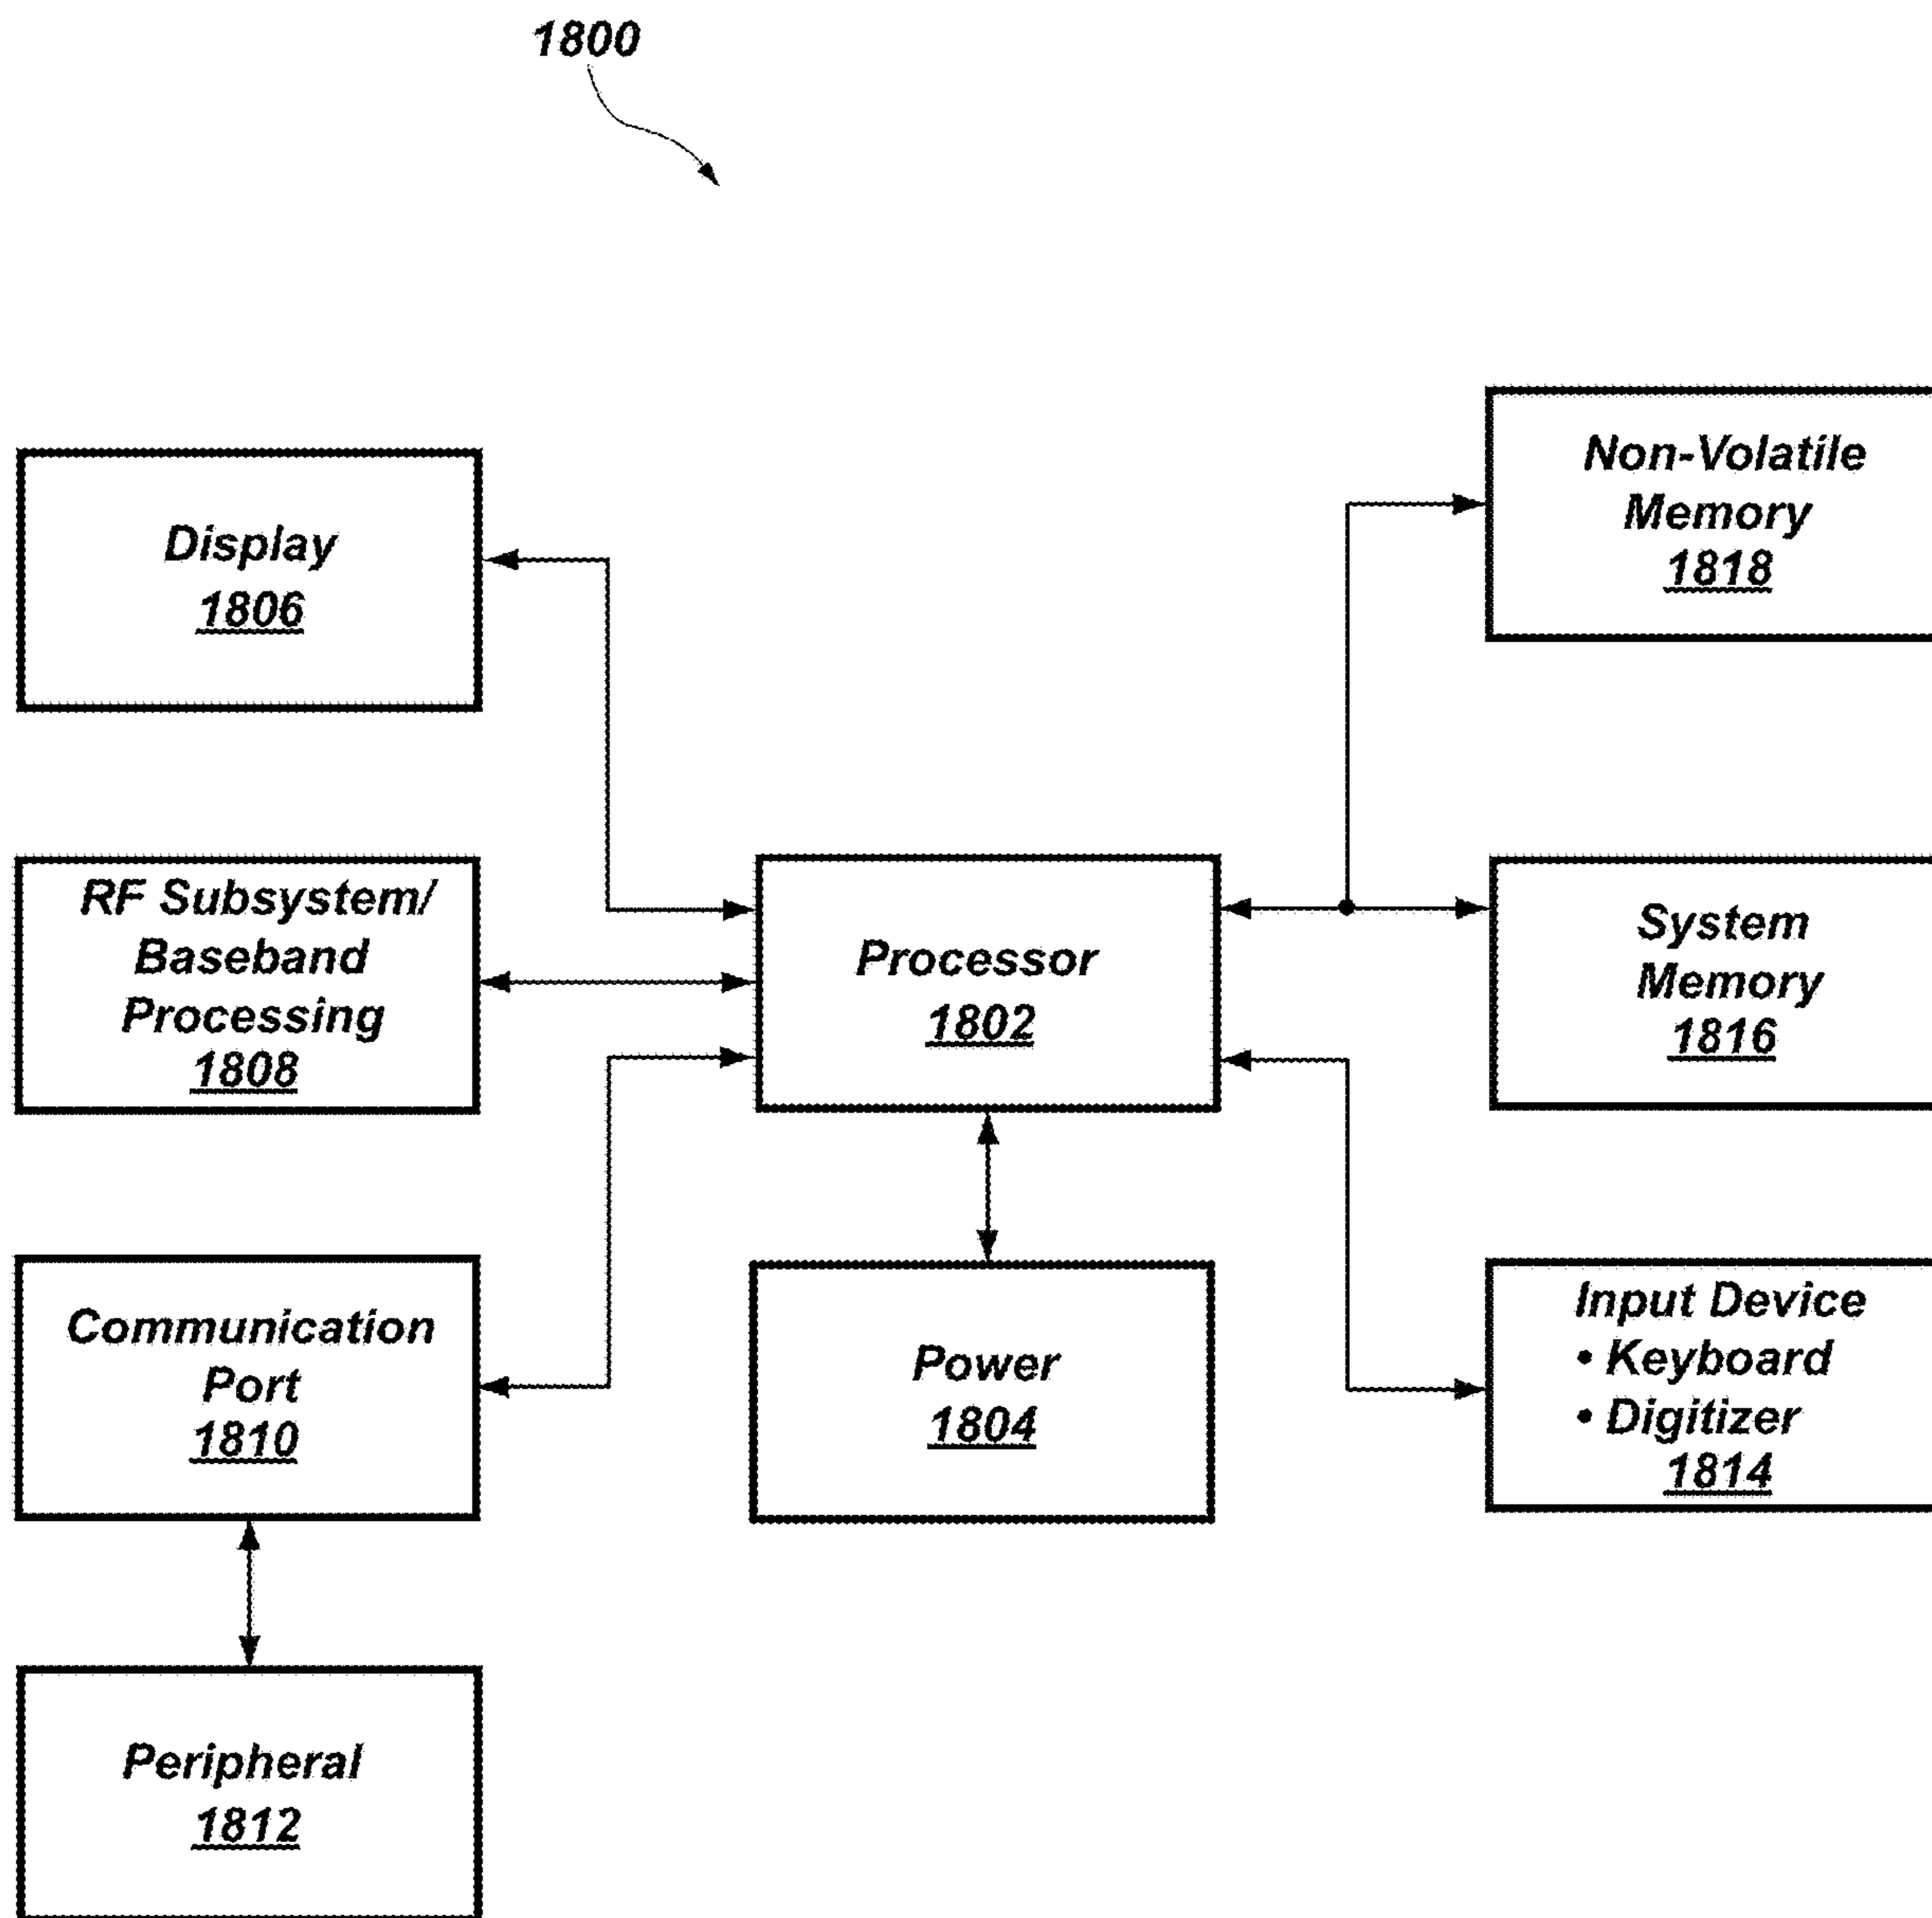 1800
Display
1806
RF Subsystem/
Baseband
Processing
1808
Communication
Port
1810
Peripheral
1812
Processor
1802
Power
1804
Non-Volatile
Memory
1818
System
Memory
1816
Input Device
• Keyboard
• Digitizer
1814